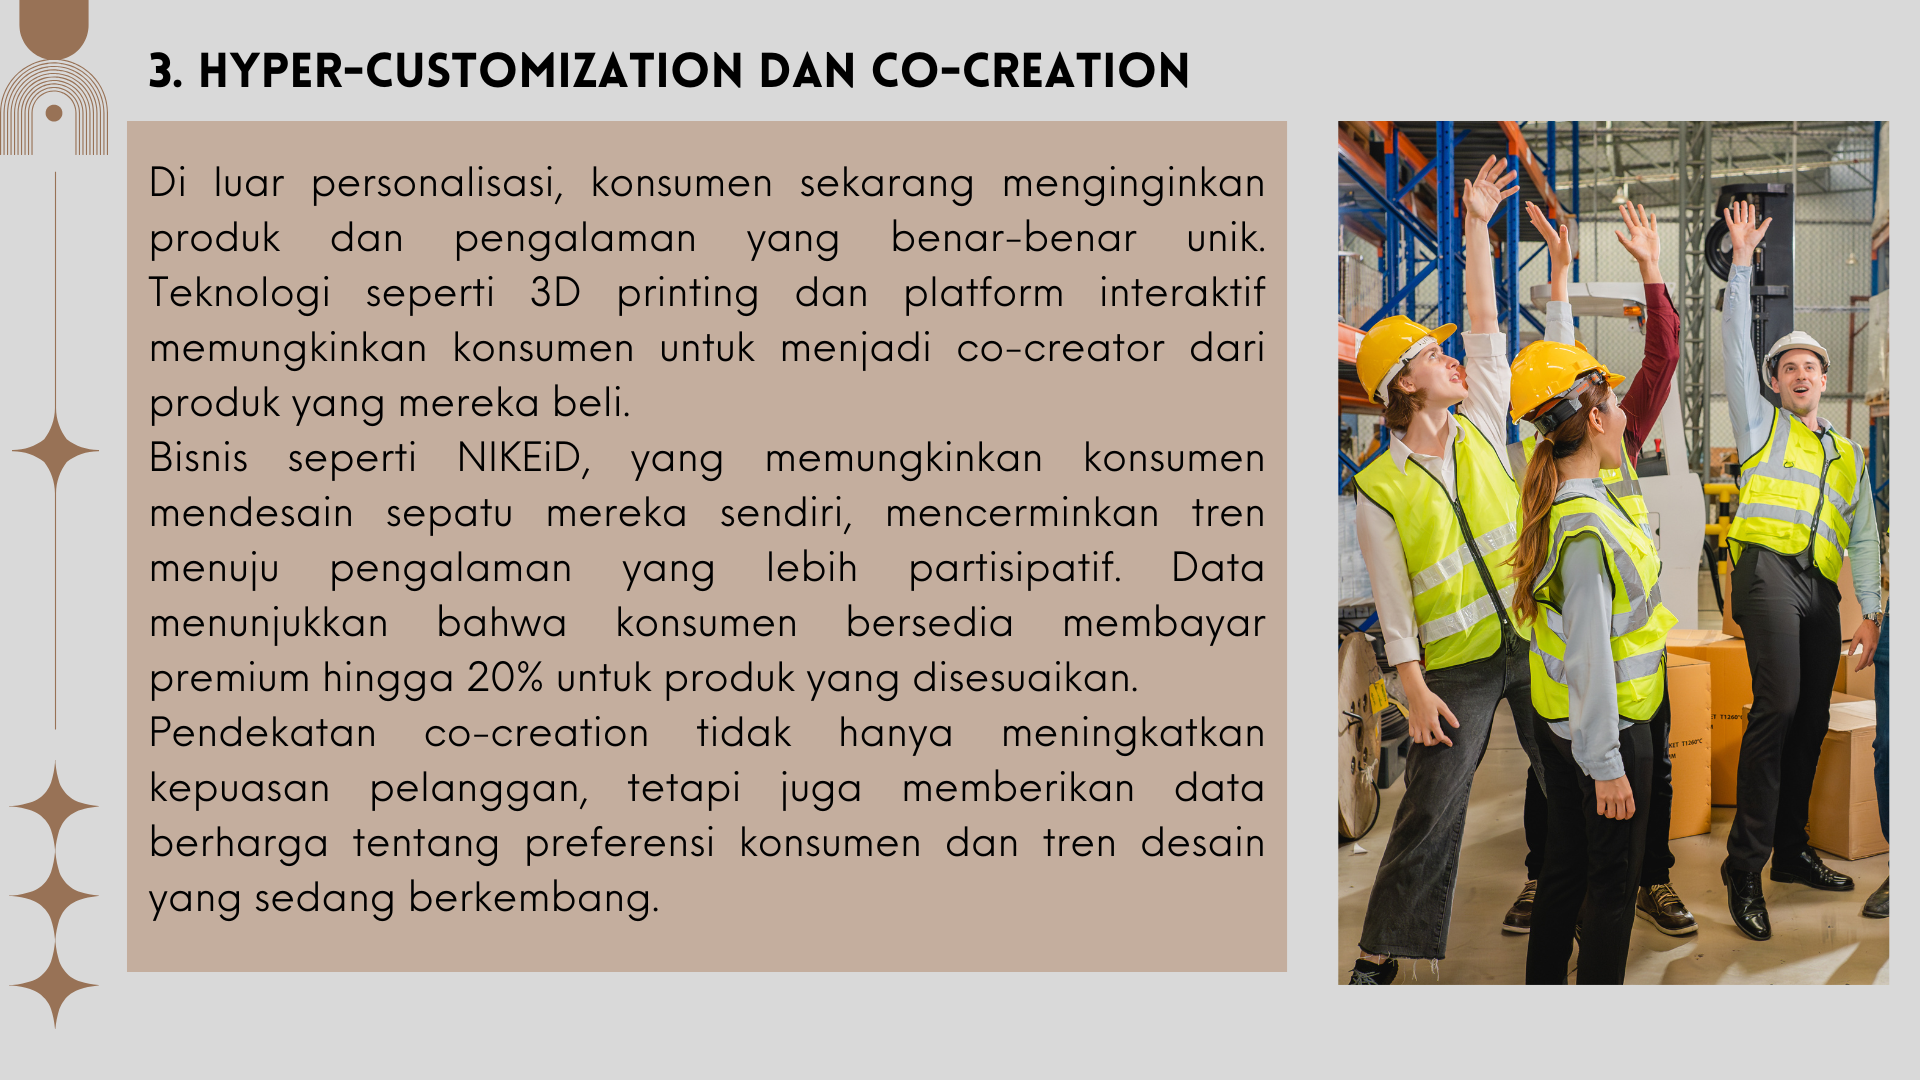 3. HYPER-CUSTOMIZATION DAN CO-CREATION
Di luar personalisasi, konsumen sekarang menginginkan
produk dan pengalaman yang benar-benar unik.
Teknologi seperti 3D printing dan platform interaktif
memungkinkan konsumen untuk menjadi co-creator dari
produk yang mereka beli.
Bisnis seperti NIKEiD, yang memungkinkan konsumen
mendesain sepatu mereka sendiri, mencerminkan tren
menuju pengalaman yang lebih partisipatif. Data
menunjukkan bahwa konsumen bersedia membayar
premium hingga 20% untuk produk yang disesuaikan.
Pendekatan co-creation tidak hanya meningkatkan
kepuasan pelanggan, tetapi juga memberikan data
berharga tentang preferensi konsumen dan tren desain
yang sedang berkembang.
T1260°C
T1260°C